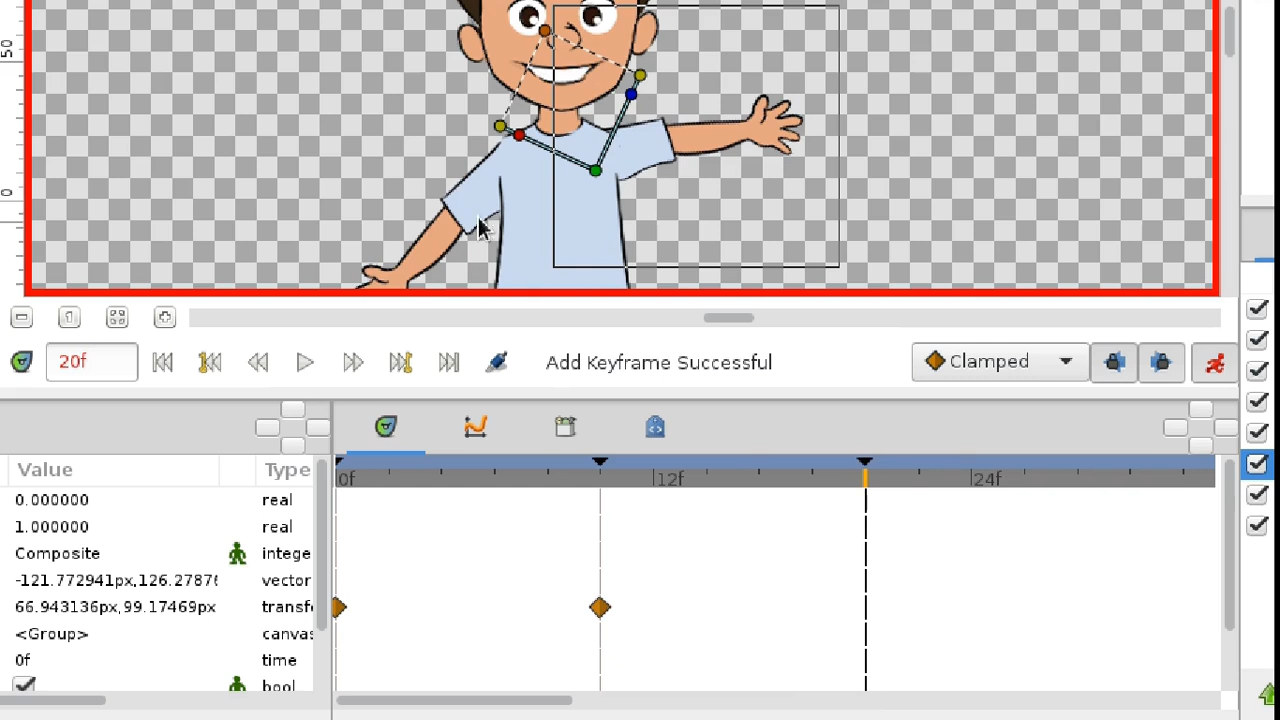 50
0
20f
Add Keyframe Successful
Clamped
Value
Type
0f
12f
24f
0.000000
real
1.000000
real
Composite
intege
-121.772941px,126.27876
vector
66.943136px,99.17469px
transf
<Group>
canvas
0f
time
bool